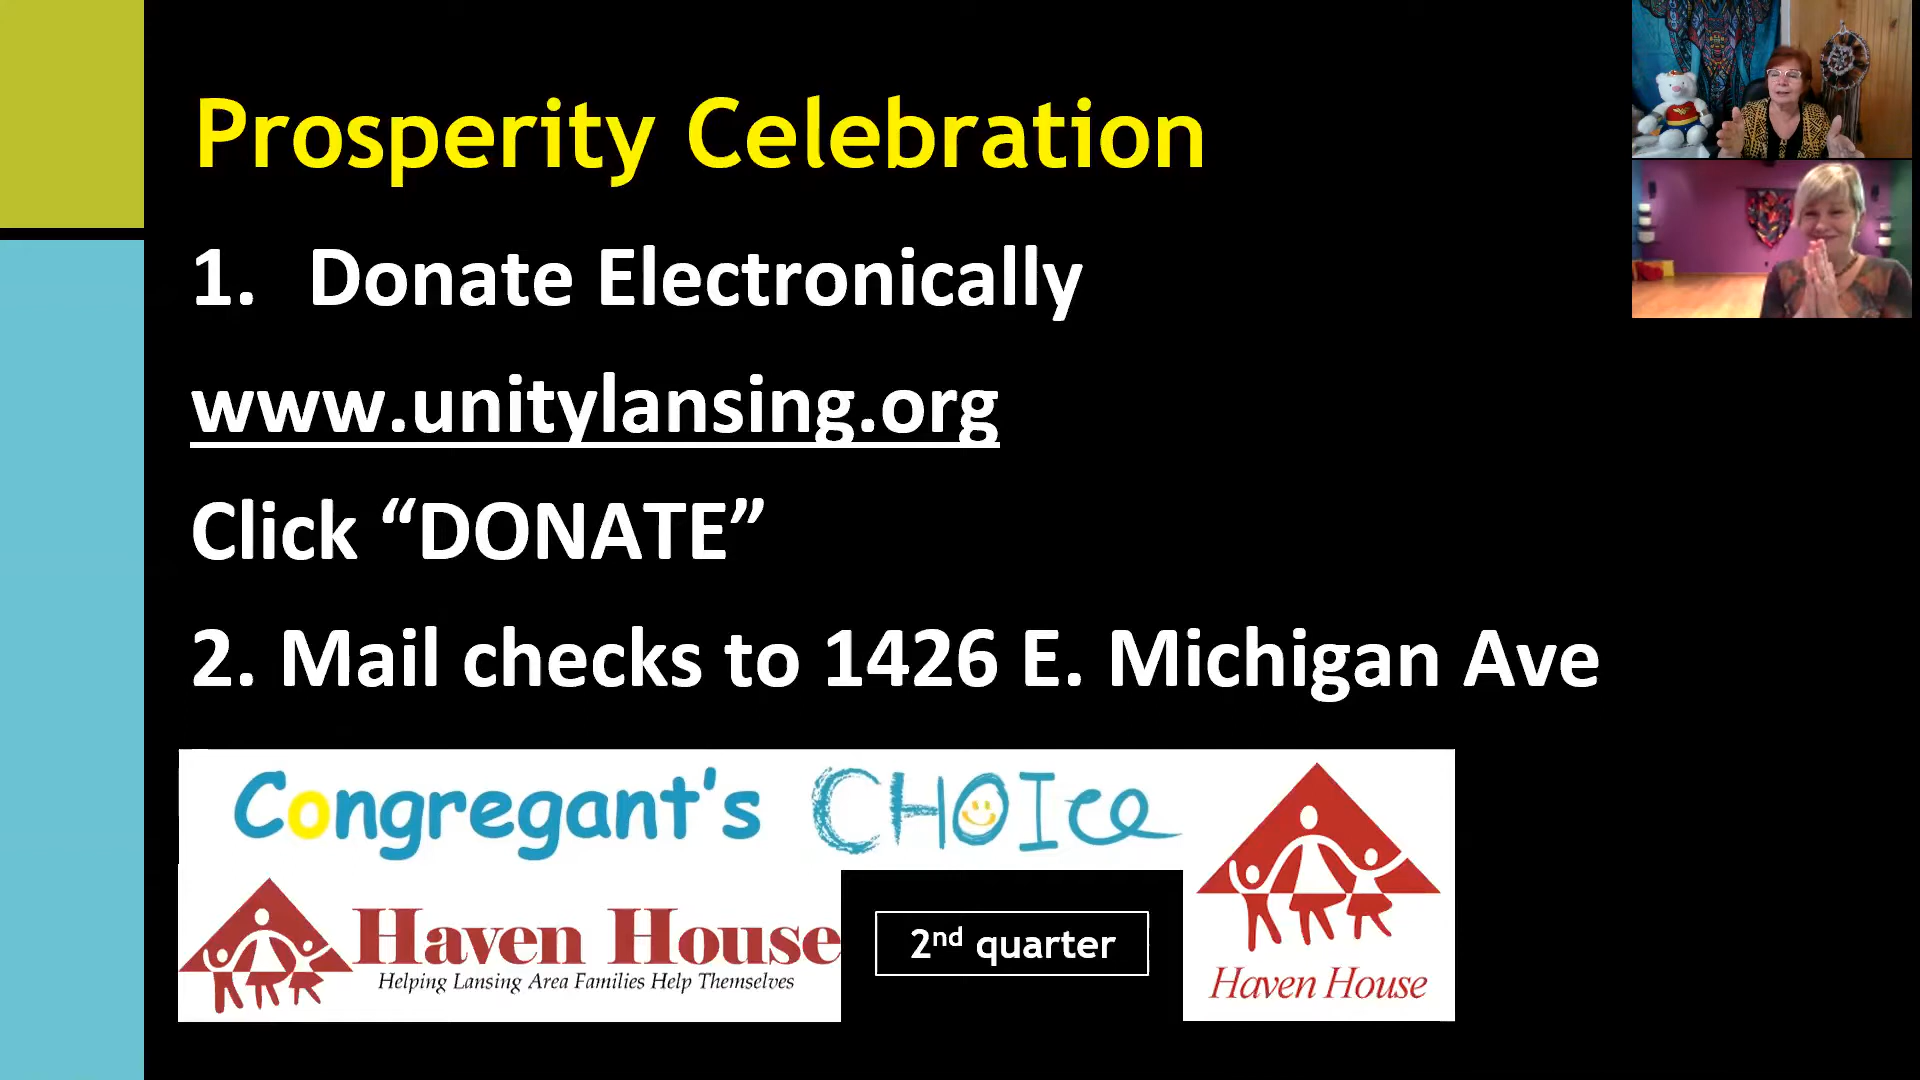 Prosperity Celebration
1. Donate Electronically
www.unitylansing.org
Click “DONATE”
2. Mail checks to 1426 E. Michigan Ave
Congregant's CHOIce
Haven House
Helping Lansing Area Families Help Themselves
2nd quarter
Haven House